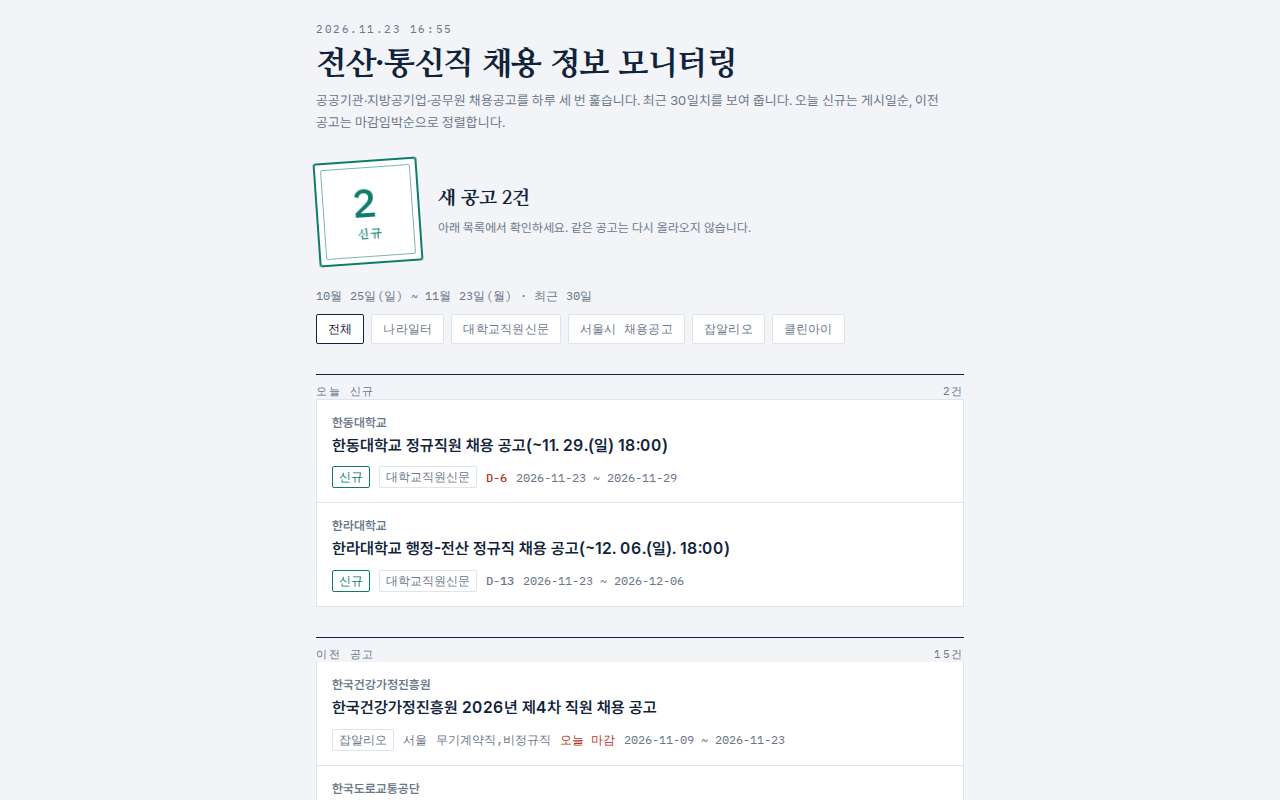 2026.11.23 16:55
전산·통신직 채용 정보 모니터링
공공기관·지방공기업·공무원 채용공고를 하루 세 번 훑습니다. 최근 30일치를 보여 줍니다. 오늘 신규는 게시일순, 이전
공고는 마감임박순으로 정렬합니다.
2
신규
새 공고 2건
아래 목록에서 확인하세요. 같은 공고는 다시 올라오지 않습니다.
10월 25일(일) ~ 11월 23일(월) · 최근 30일
전체 나라일터 대학교직원신문 서울시 채용공고 잡알리오 클린아이
오늘 신규 2건
한동대학교
한동대학교 정규직원 채용 공고(~11. 29.(일) 18:00)
신규 대학교직원신문 D-6 2026-11-23 ~ 2026-11-29
한라대학교
한라대학교 행정-전산 정규직 채용 공고(~12. 06.(일). 18:00)
신규 대학교직원신문 D-13 2026-11-23 ~ 2026-12-06
이전 공고 15건
한국건강가정진흥원
한국건강가정진흥원 2026년 제4차 직원 채용 공고
잡알리오 서울 무기계약직,비정규직 오늘 마감 2026-11-09 ~ 2026-11-23
한국도로교통공단